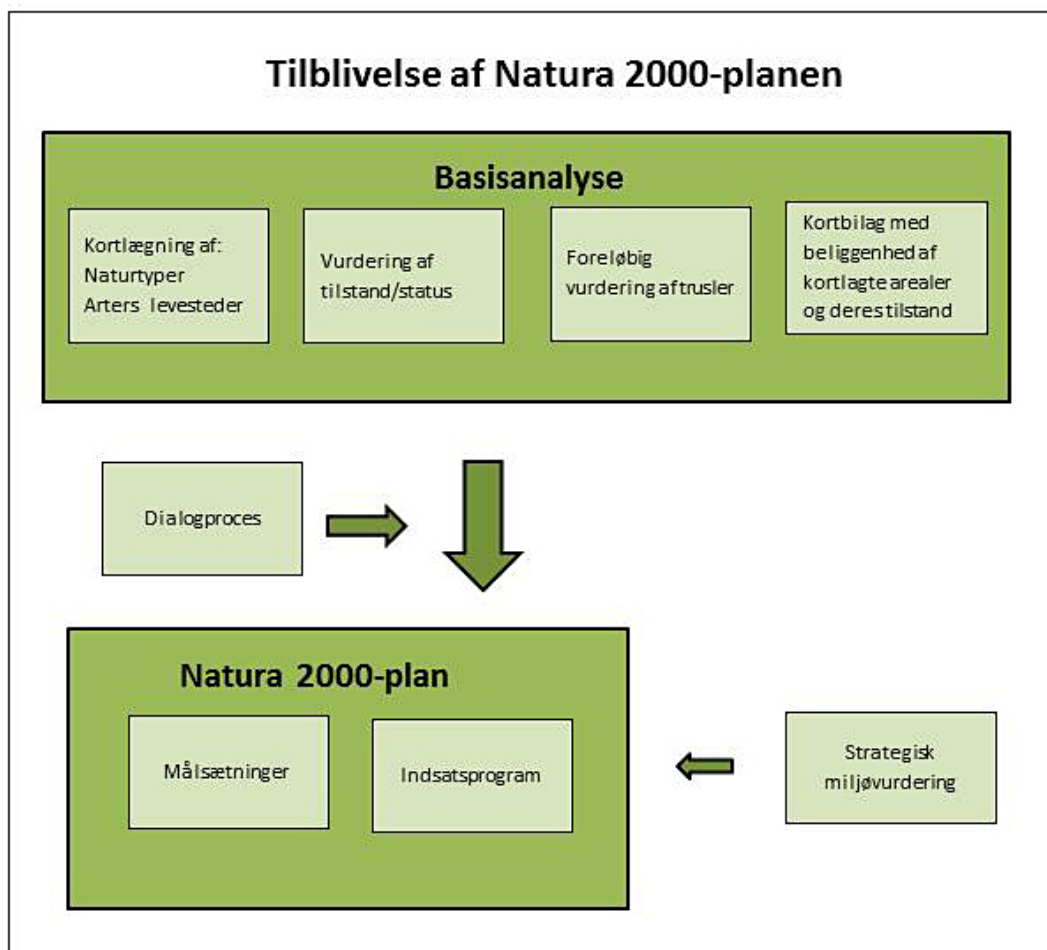 Tilblivelse af Natura 2000-planen
Basisanalyse
Kortlægning af:
Naturtyper
Arters levesteder
Vurdering af
tilstand/status
Foreløbig
vurdering af trusler
Kortbilag med
beliggenhed af
kortlagte arealer
og deres tilstand
Dialogproces
Natura 2000-plan
Målsætninger
Indsatsprogram
Strategisk
miljøvurdering